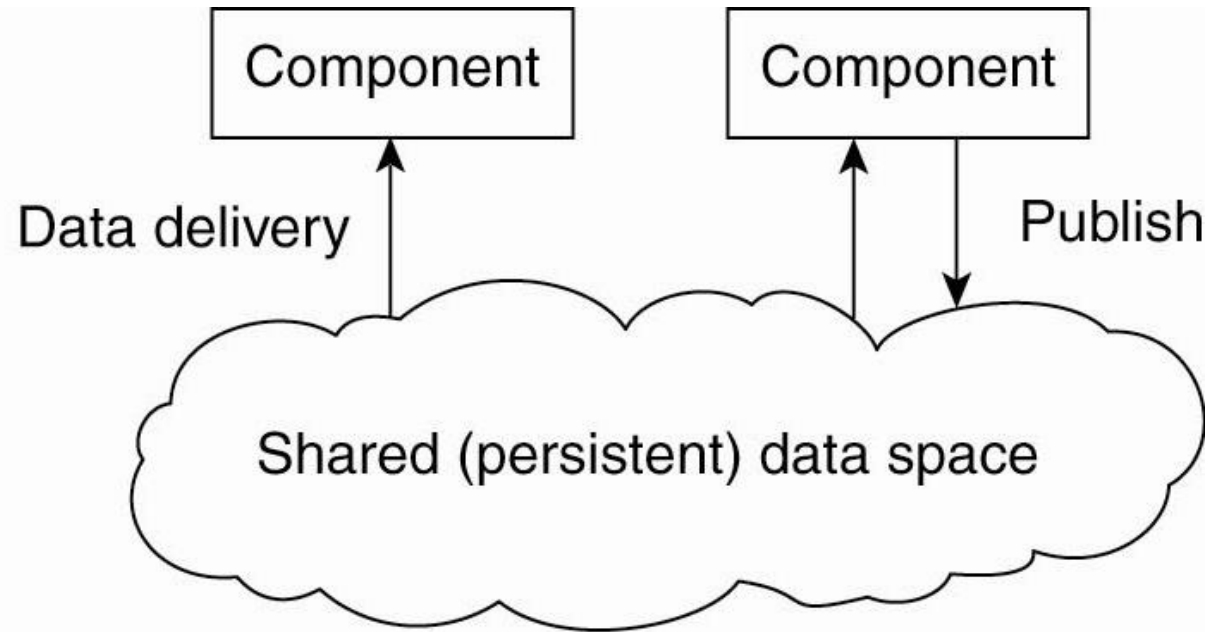 Component
Component
Data delivery
Publish
Shared (persistent) data space